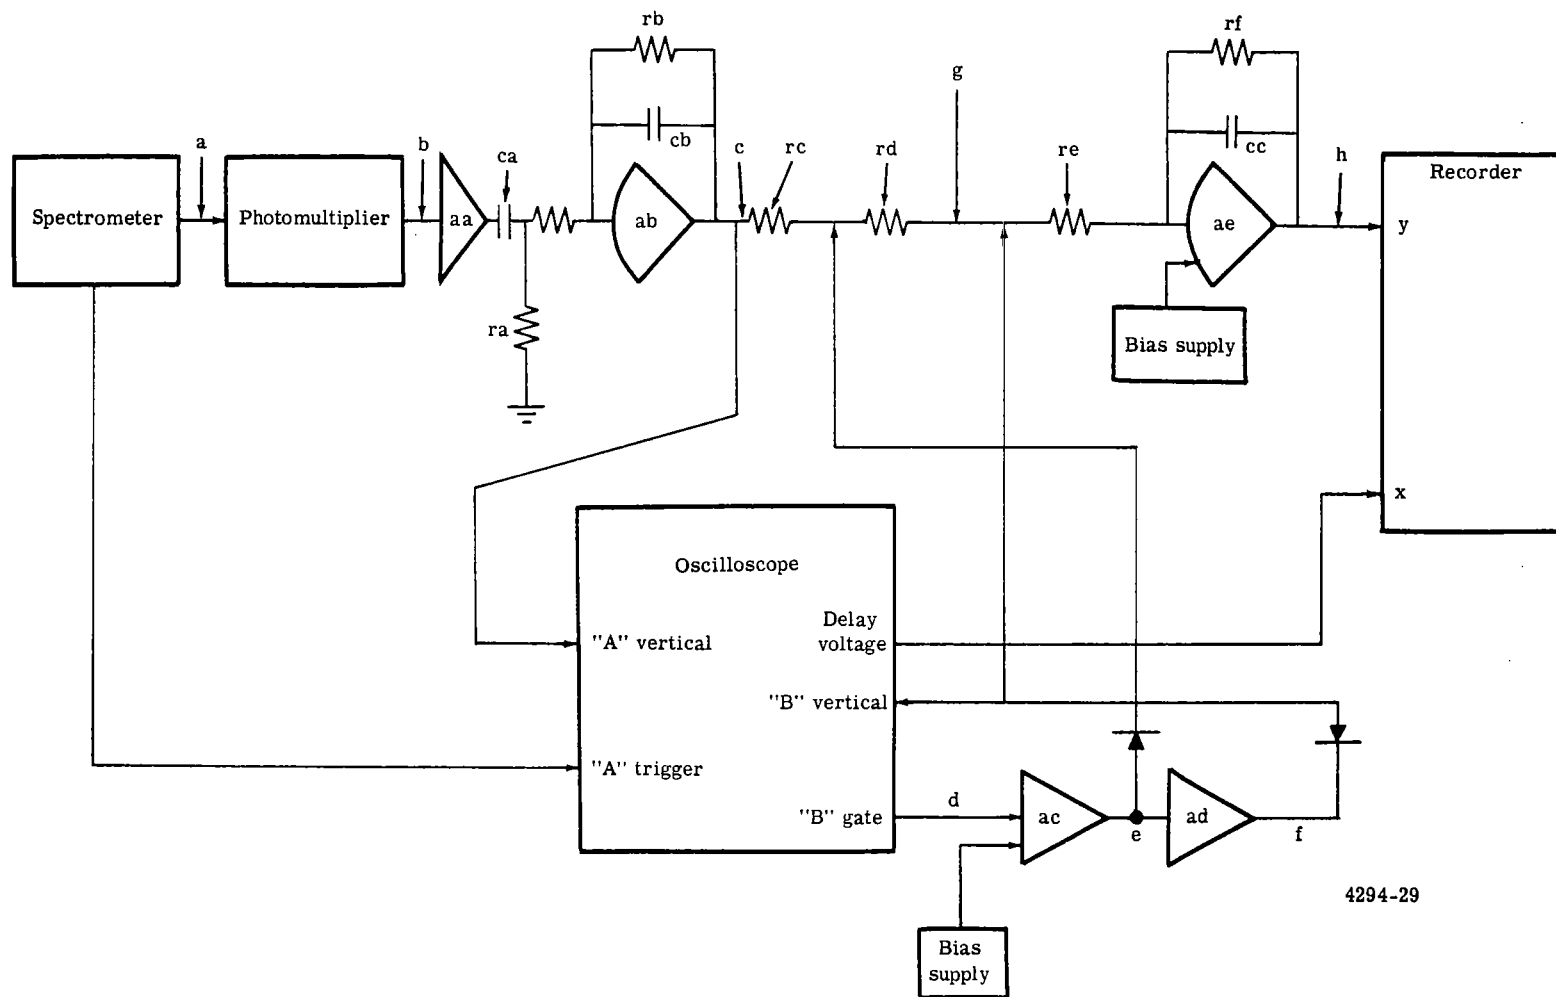 rb
rf
g
a
b
ca
cb
c
rc
rd
re
cc
h
Recorder
Spectrometer
Photomultiplier
aa
ab
ae
y
ra
Bias supply
x
Oscilloscope
"A" vertical
Delay
voltage
"B" vertical
"A" trigger
"B" gate
d
ac
e
ad
f
4294-29
Bias
supply